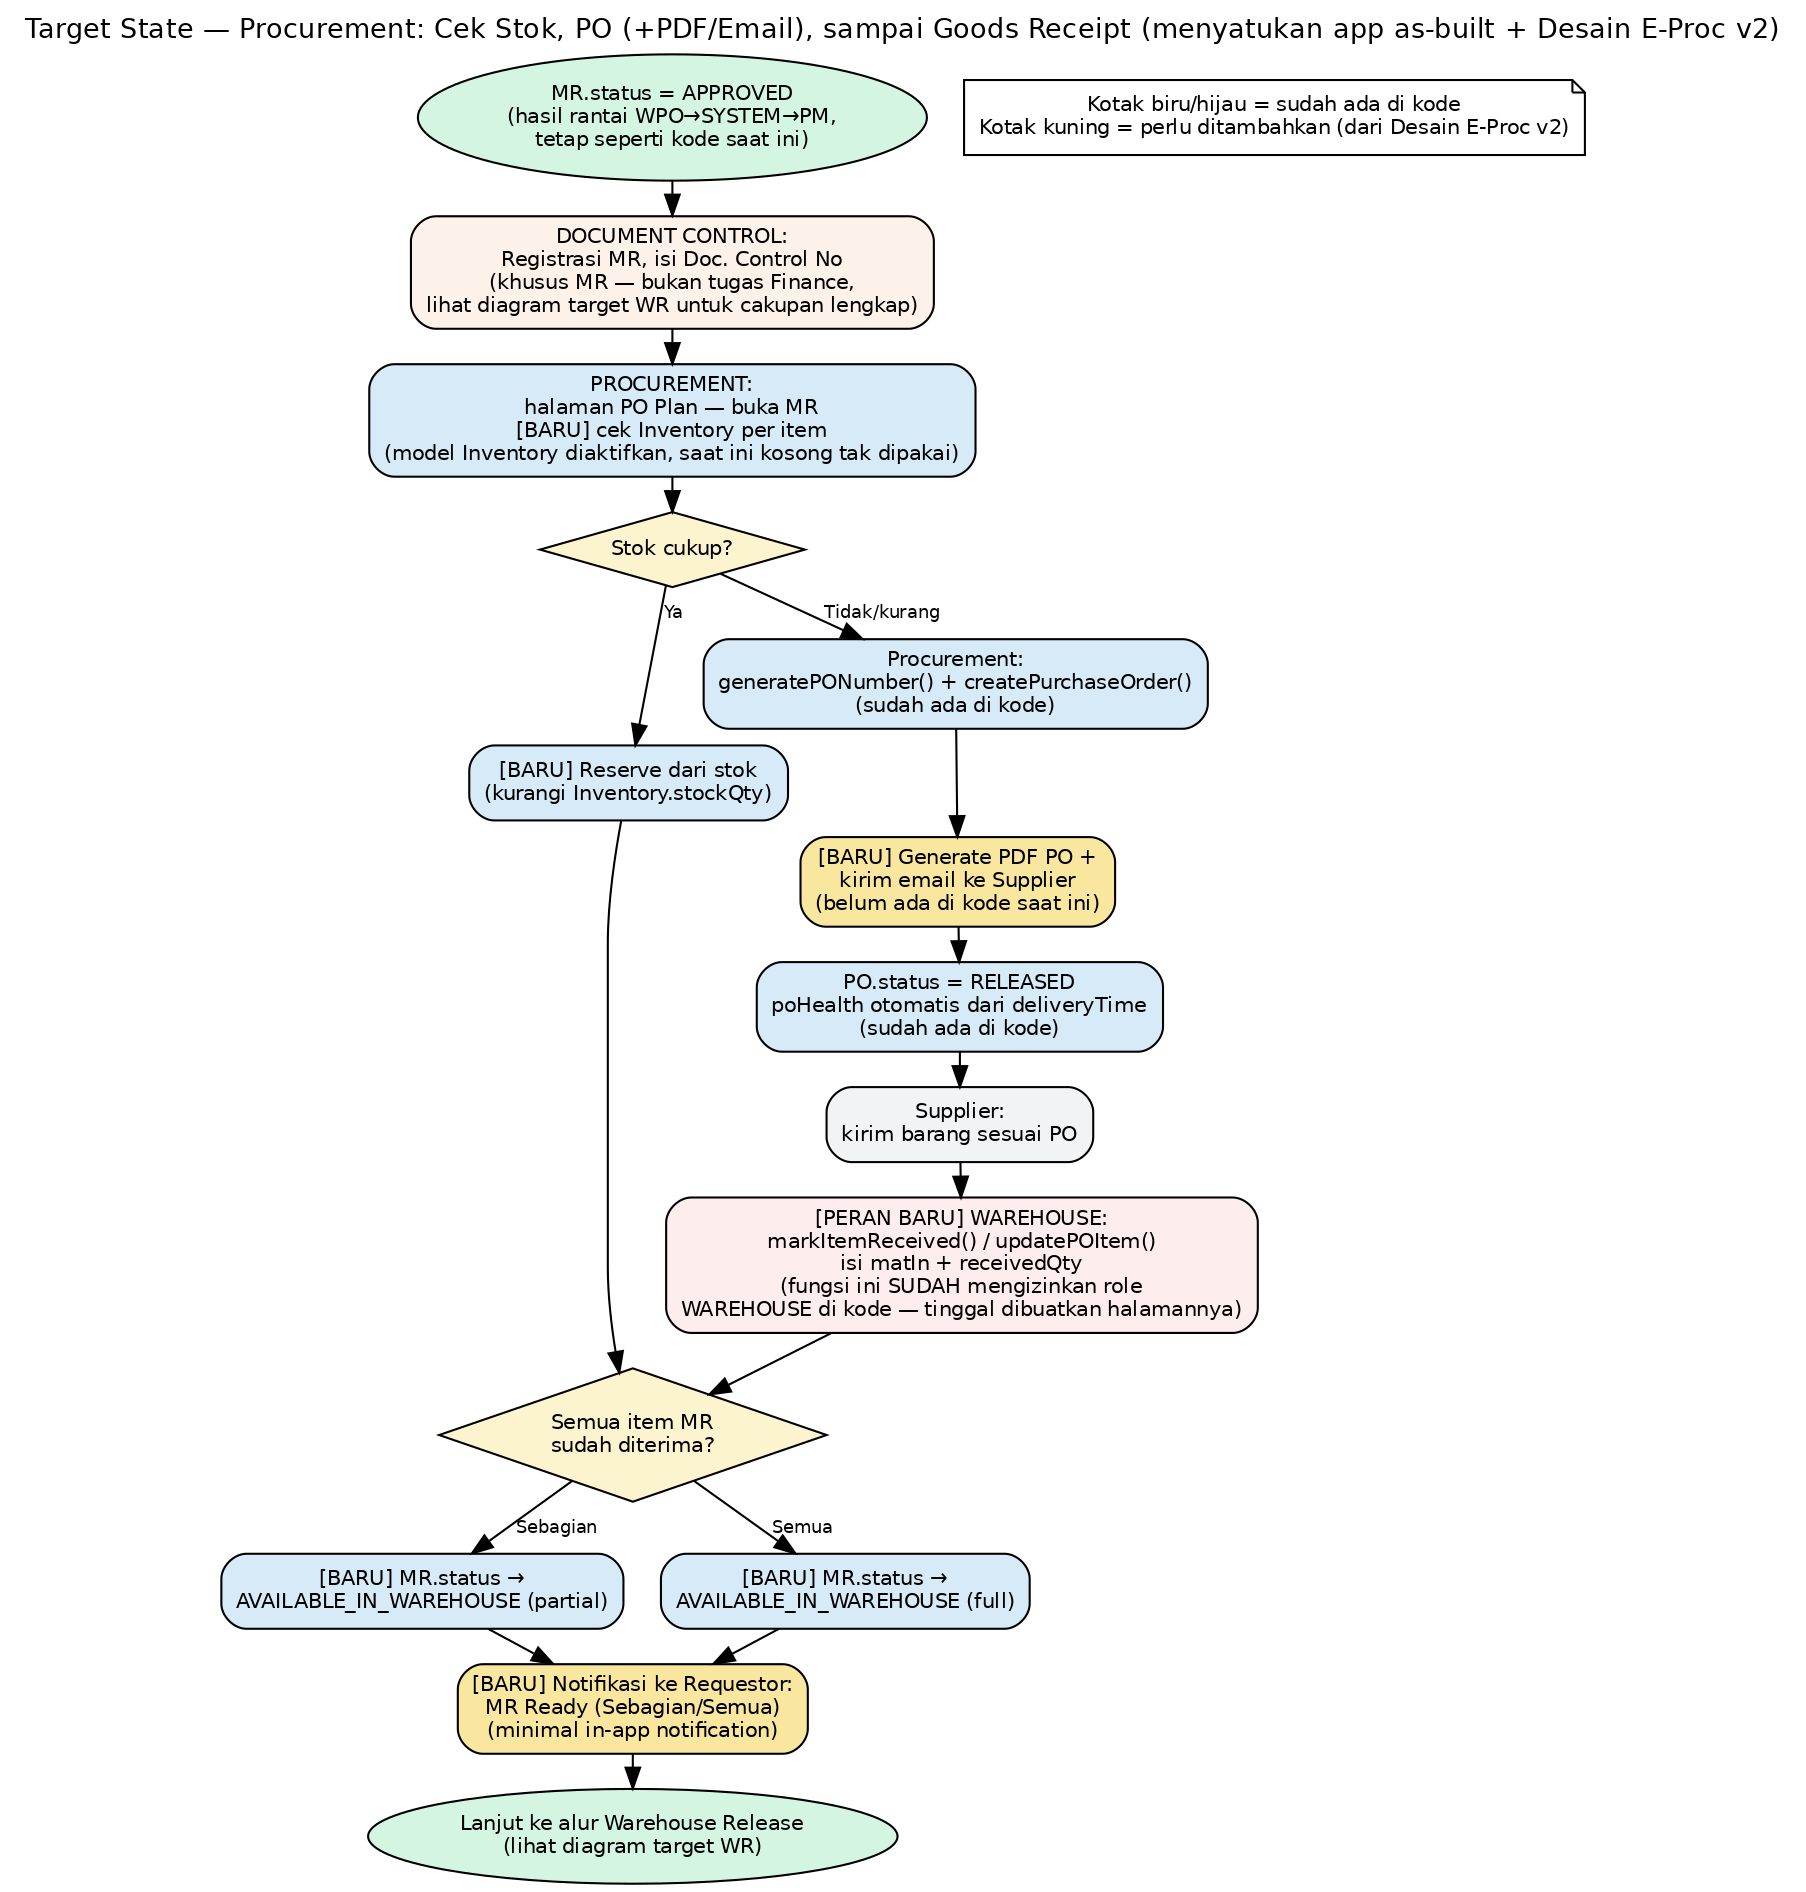 Target State — Procurement: Cek Stok, PO (+PDF/Email), sampai Goods Receipt (menyatukan app as-built + Desain E-Proc v2)
MR.status = APPROVED
(hasil rantai WPO→SYSTEM→PM,
tetap seperti kode saat ini)
Kotak biru/hijau = sudah ada di kode
Kotak kuning = perlu ditambahkan (dari Desain E-Proc v2)
DOCUMENT CONTROL:
Registrasi MR, isi Doc. Control No
(khusus MR — bukan tugas Finance,
lihat diagram target WR untuk cakupan lengkap)
PROCUREMENT:
halaman PO Plan — buka MR
[BARU] cek Inventory per item
(model Inventory diaktifkan, saat ini kosong tak dipakai)
Stok cukup?
Ya
Tidak/kurang
Procurement:
generatePONumber() + createPurchaseOrder()
(sudah ada di kode)
[BARU] Reserve dari stok
(kurangi Inventory.stockQty)
[BARU] Generate PDF PO +
kirim email ke Supplier
(belum ada di kode saat ini)
PO.status = RELEASED
poHealth otomatis dari deliveryTime
(sudah ada di kode)
Supplier:
kirim barang sesuai PO
[PERAN BARU] WAREHOUSE:
markItemReceived() / updatePOItem()
isi matIn + receivedQty
(fungsi ini SUDAH mengizinkan role
WAREHOUSE di kode — tinggal dibuatkan halamannya)
Semua item MR
sudah diterima?
Sebagian
Semua
[BARU] MR.status →
AVAILABLE_IN_WAREHOUSE (partial)
[BARU] MR.status →
AVAILABLE_IN_WAREHOUSE (full)
[BARU] Notifikasi ke Requestor:
MR Ready (Sebagian/Semua)
(minimal in-app notification)
Lanjut ke alur Warehouse Release
(lihat diagram target WR)